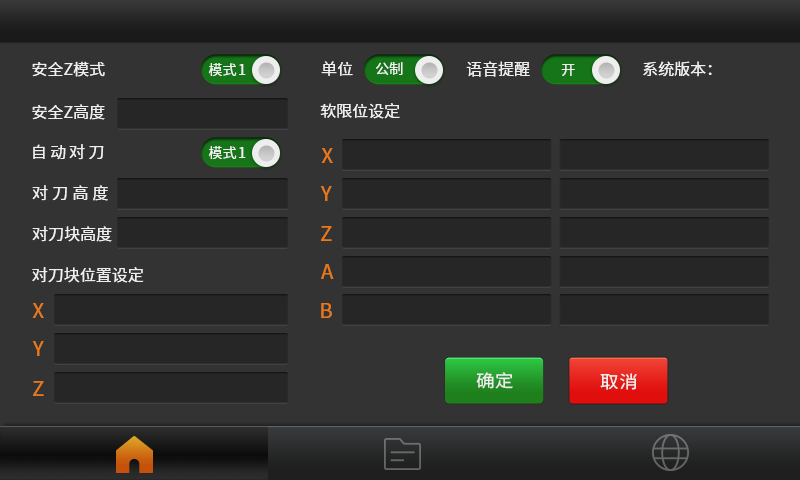 安全Z模式 模式1 单位 公制 语音提醒 开 系统版本：
安全Z高度 软限位设定
自动对刀 模式1
对刀高度
对刀块高度
对刀块位置设定
X
Y
Z
X
Y
Z
A
B
确定 取消